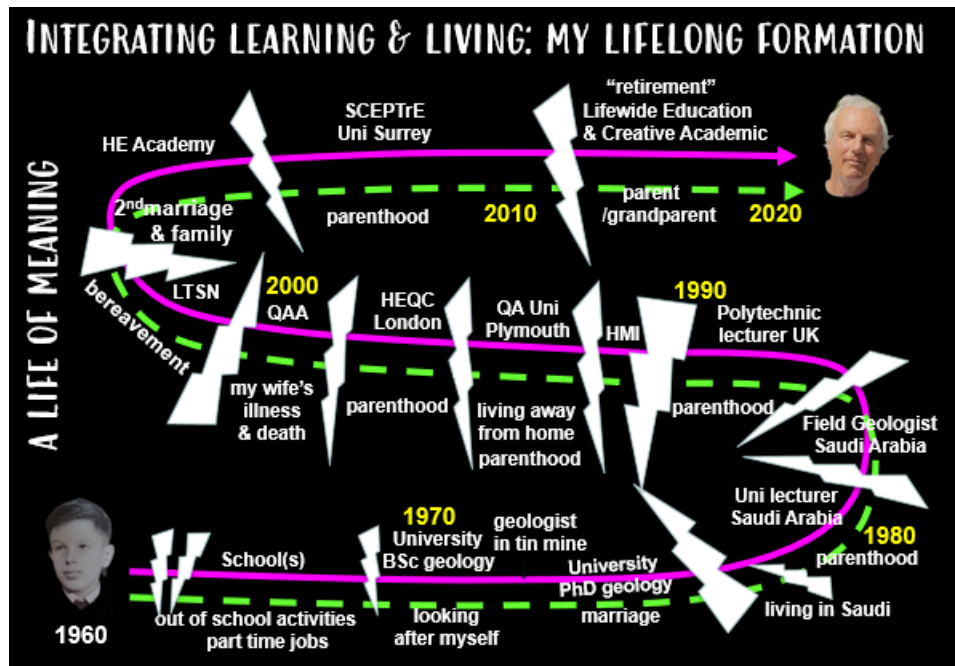 INTEGRATING LEARNING & LIVING: MY LIFELONG FORMATION
A LIFE OF MEANING
HE Academy
SCEPTrE
Uni Surrey
“retirement”
Lifewide Education
& Creative Academic
2nd marriage
& family
parenthood
2010
parent
/grandparent
2020
bereavement
LTSN
2000
QAA
HEQC
London
QA Uni
Plymouth
HMI
1990
Polytechnic
lecturer UK
my wife's
illness
& death
parenthood
living away
from home
parenthood
parenthood
Field Geologist
Saudi Arabia
Uni lecturer
Saudi Arabia
1980
parenthood
living in Saudi
1960
School(s)
out of school activities
part time jobs
1970
University
BSc geology
looking
after myself
geologist
in tin mine
University
PhD geology
marriage